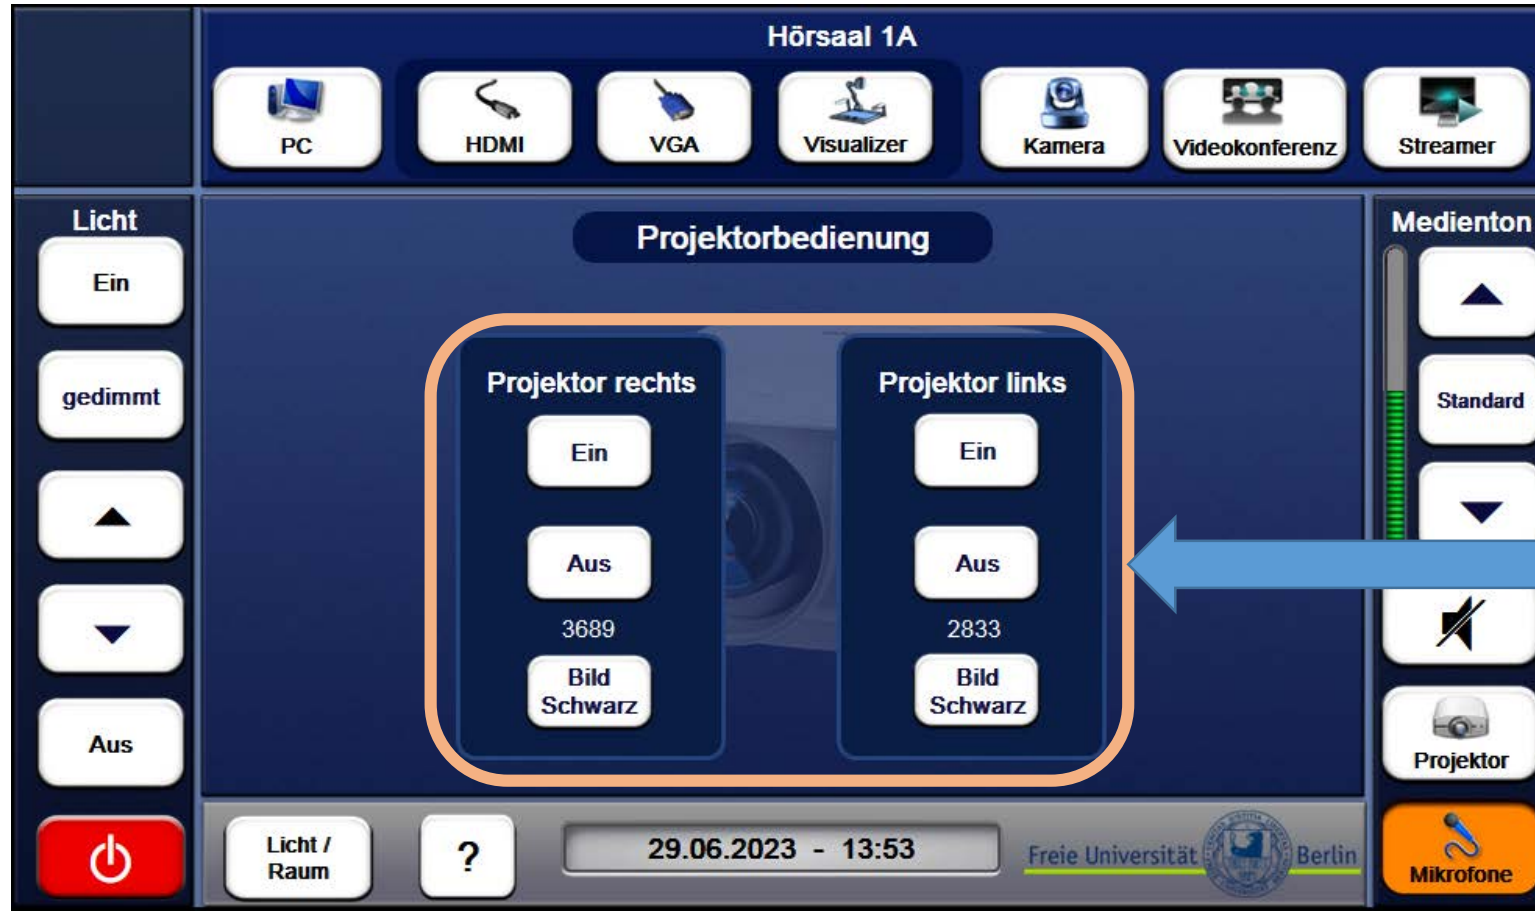 Hörsaal 1A
PC
HDMI
VGA
Visualizer
Kamera
Videokonferenz
Streamer
Licht
Ein
gedimmt
Aus
Projektorbedienung
Projektor rechts
Ein
Aus
3689
Bild
Schwarz
Projektor links
Ein
Aus
2833
Bild
Schwarz
Medienton
Standard
Projektor
Mikrofone
Licht /
Raum
?
29.06.2023 - 13:53
Freie Universität Berlin